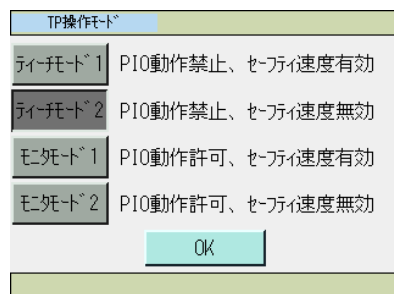 TP操作ﾓｰﾄﾞ
ﾃｨｰﾁﾓｰﾄﾞ1 PIO動作禁止、ｾｰﾌﾃｨ速度有効
ﾃｨｰﾁﾓｰﾄﾞ2 PIO動作禁止、ｾｰﾌﾃｨ速度無効
ﾓﾆﾀﾓｰﾄﾞ1 PIO動作許可、ｾｰﾌﾃｨ速度有効
ﾓﾆﾀﾓｰﾄﾞ2 PIO動作許可、ｾｰﾌﾃｨ速度無効
OK